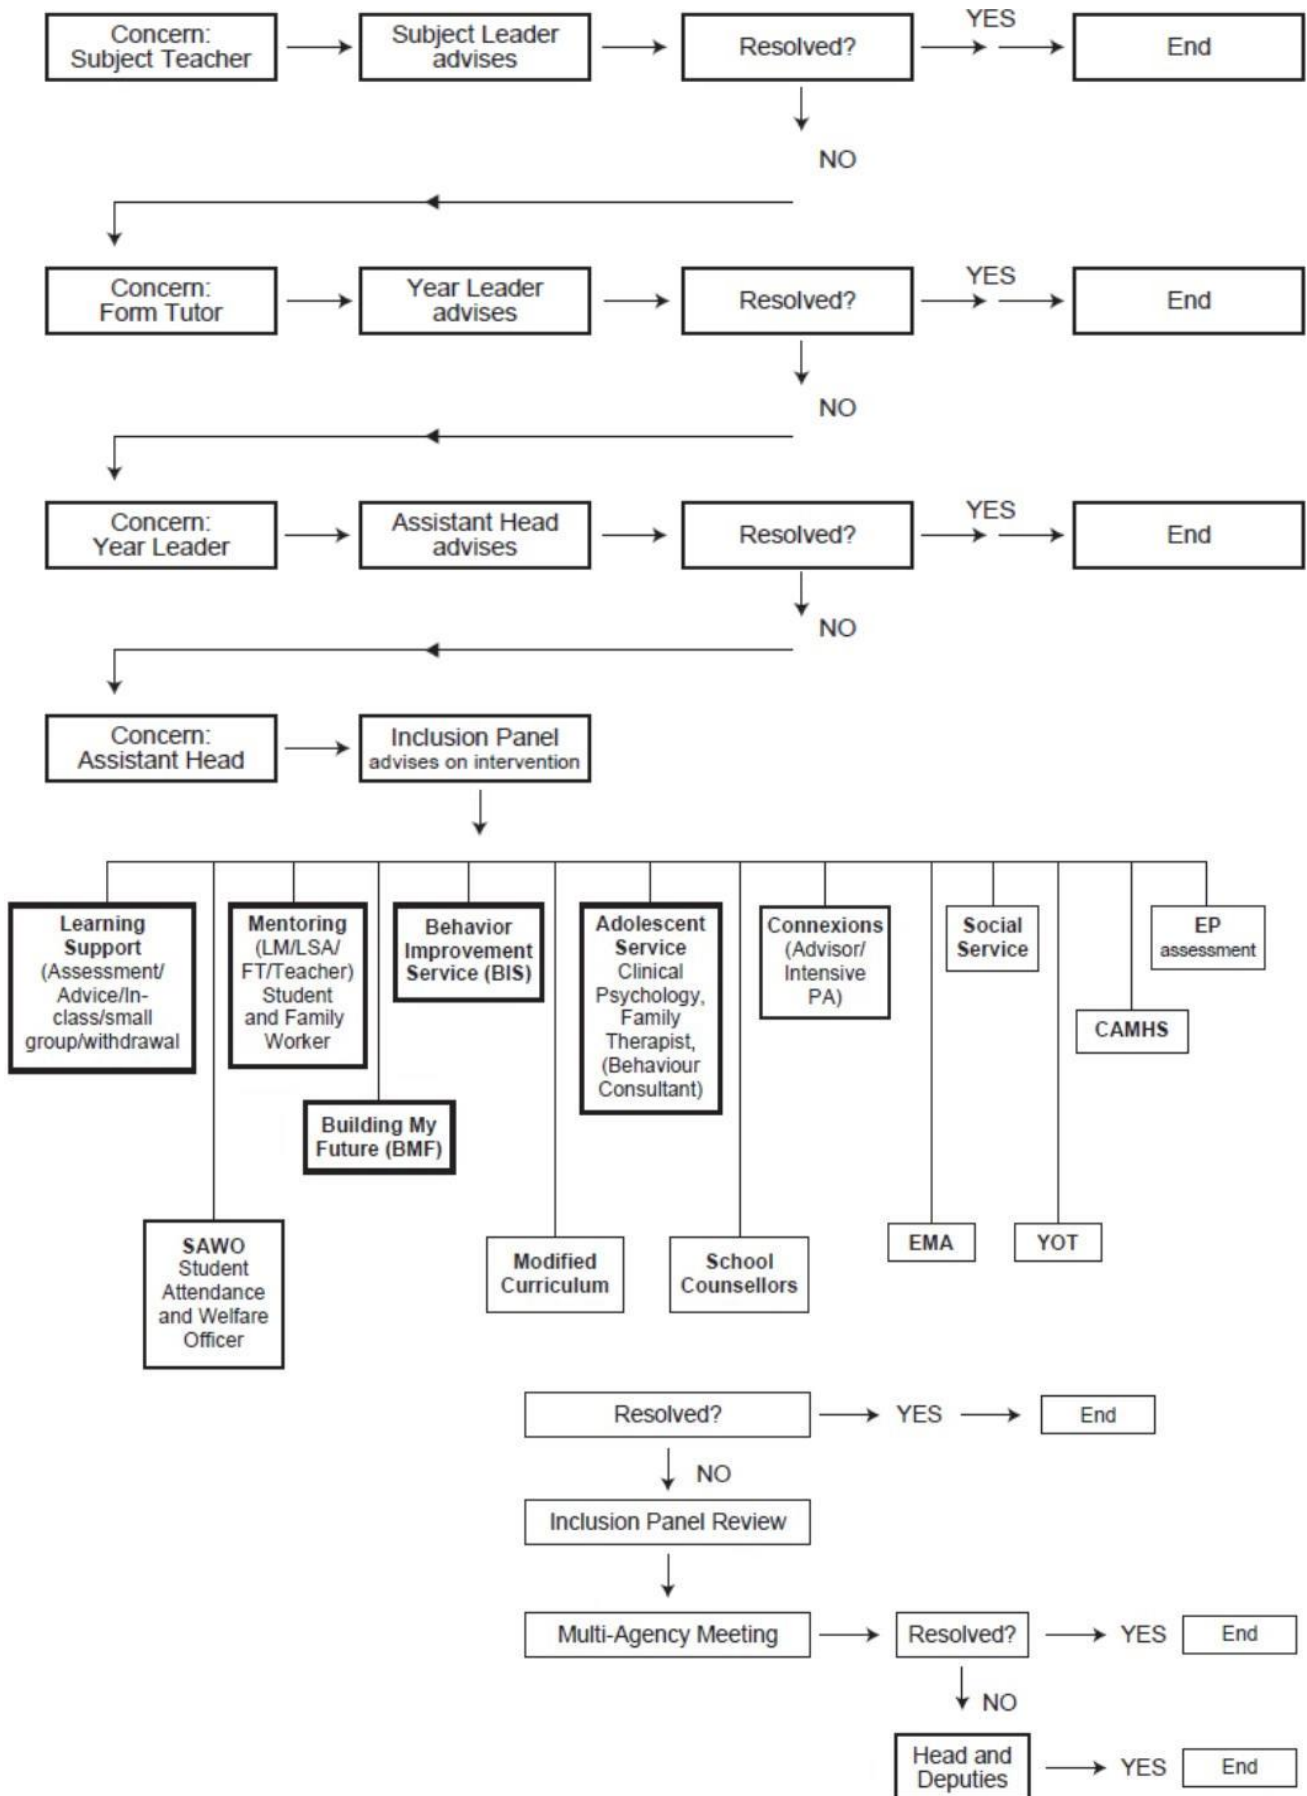 Concern:
Subject Teacher
Subject Leader
advises
Resolved?
YES
End
NO
Concern:
Form Tutor
Year Leader
advises
Resolved?
YES
End
NO
Concern:
Year Leader
Assistant Head
advises
Resolved?
YES
End
NO
Concern:
Assistant Head
Inclusion Panel
advises on intervention
Learning
Support
(Assessment/
Advice/In-
class/small
group/withdrawal
Mentoring
(LM/LSA/
FT/Teacher)
Student
and Family
Worker
Behavior
Improvement
Service (BIS)
Adolescent
Service
Clinical
Psychology,
Family
Therapist,
(Behaviour
Consultant)
Connexions
(Advisor/
Intensive
PA)
Social
Service
EP
assessment
CAMHS
Building My
Future (BMF)
SAWO
Student
Attendance
and Welfare
Officer
Modified
Curriculum
School
Counsellors
EMA
YOT
Resolved?
YES
End
NO
Inclusion Panel Review
Multi-Agency Meeting
Resolved?
YES
End
NO
Head and
Deputies
YES
End